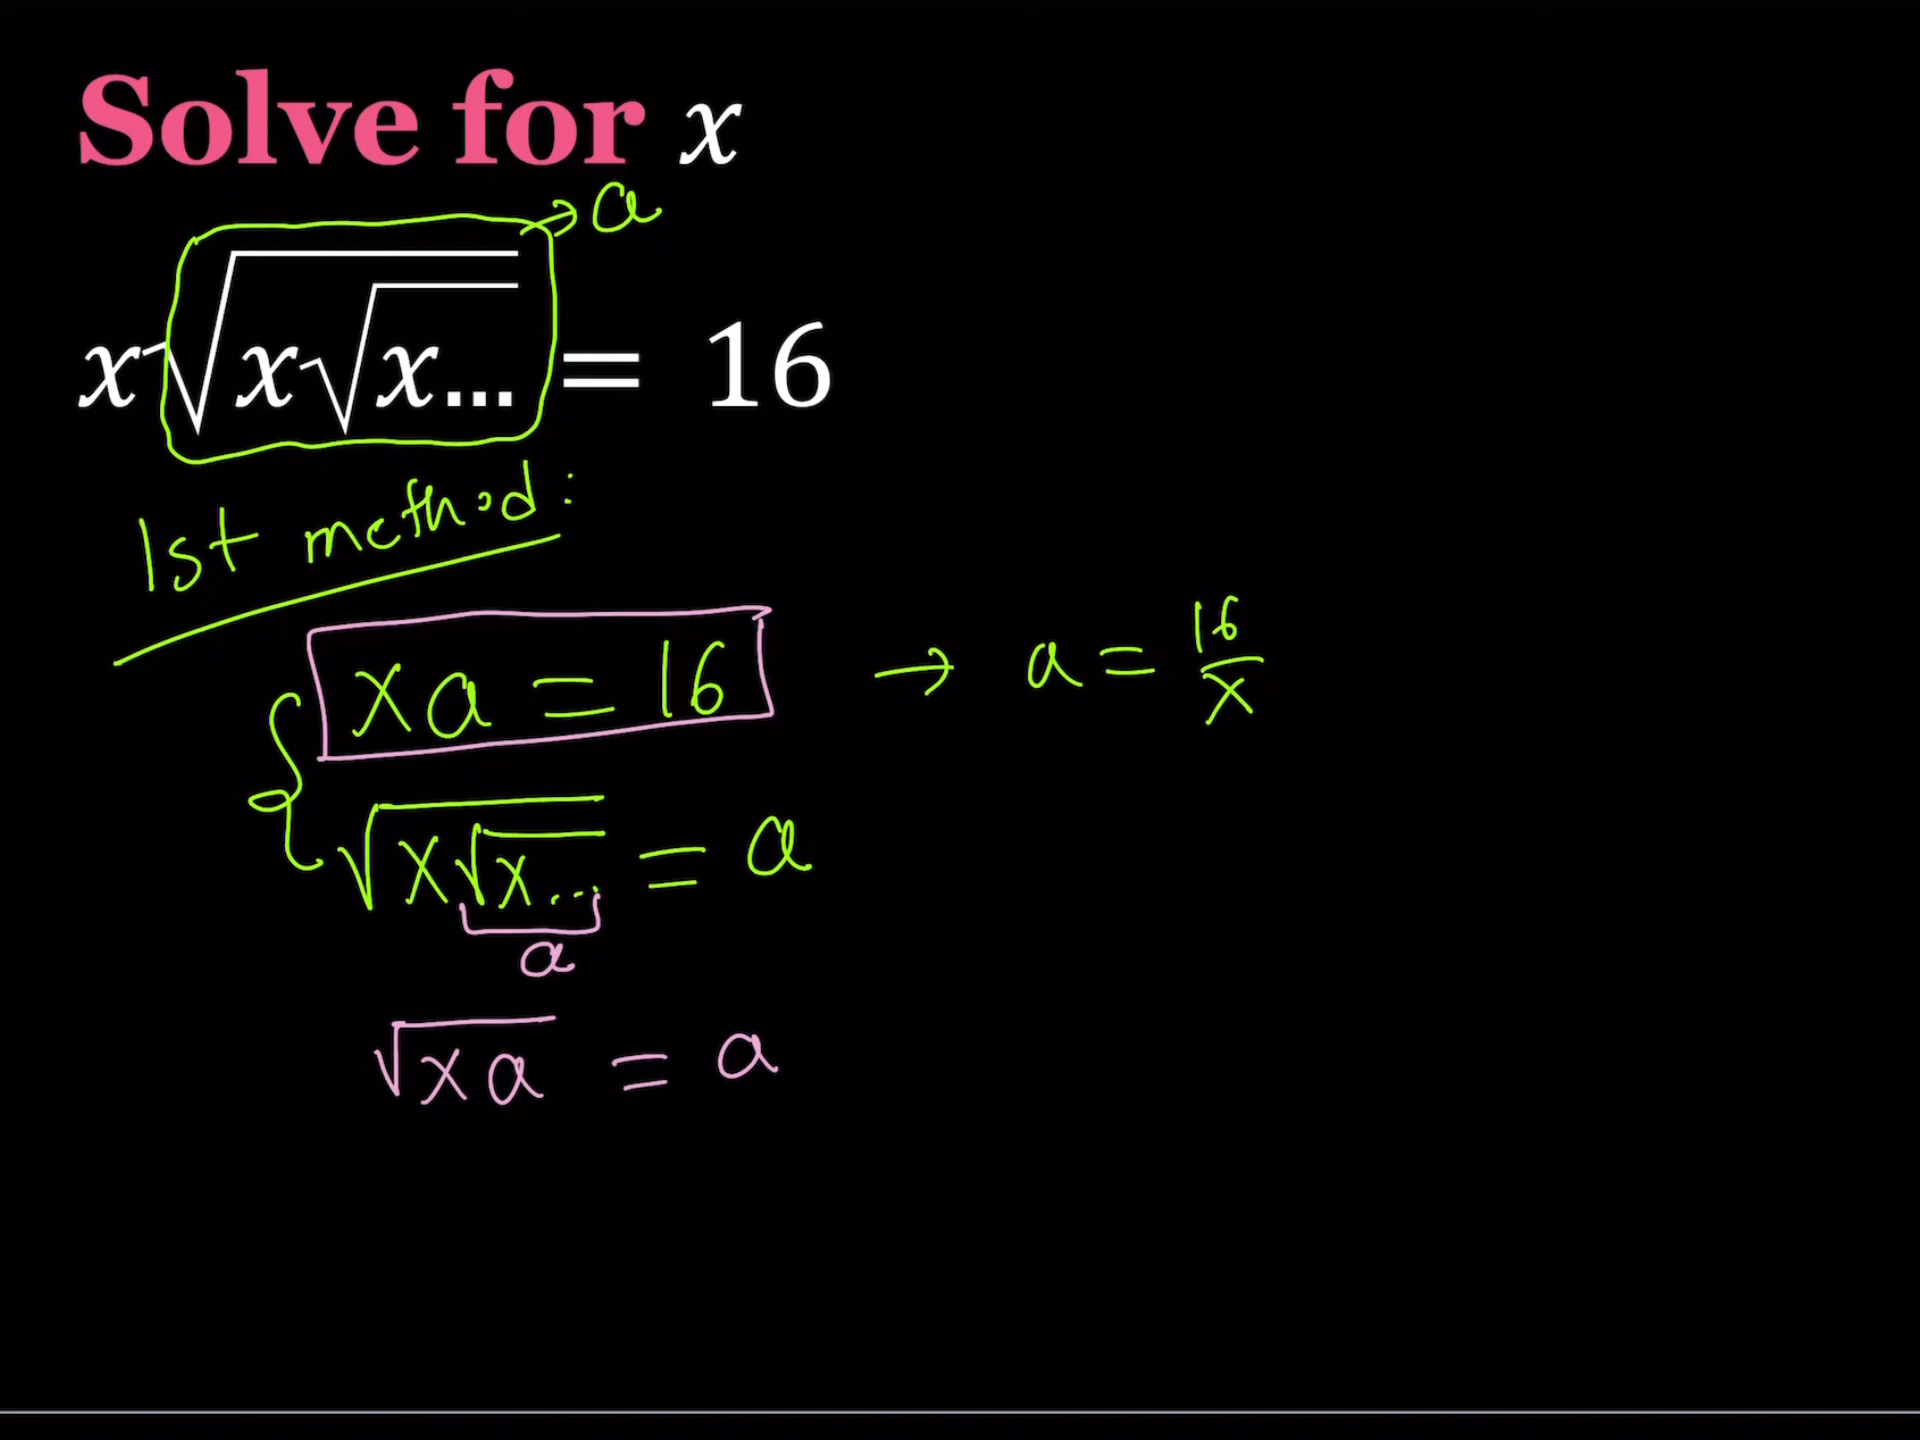 Solve for x
→ a
x√(x√(x...)) = 16
1st method:
xa = 16 → a = 16/x
√(x√(x...)) = a
a
√(xa) = a